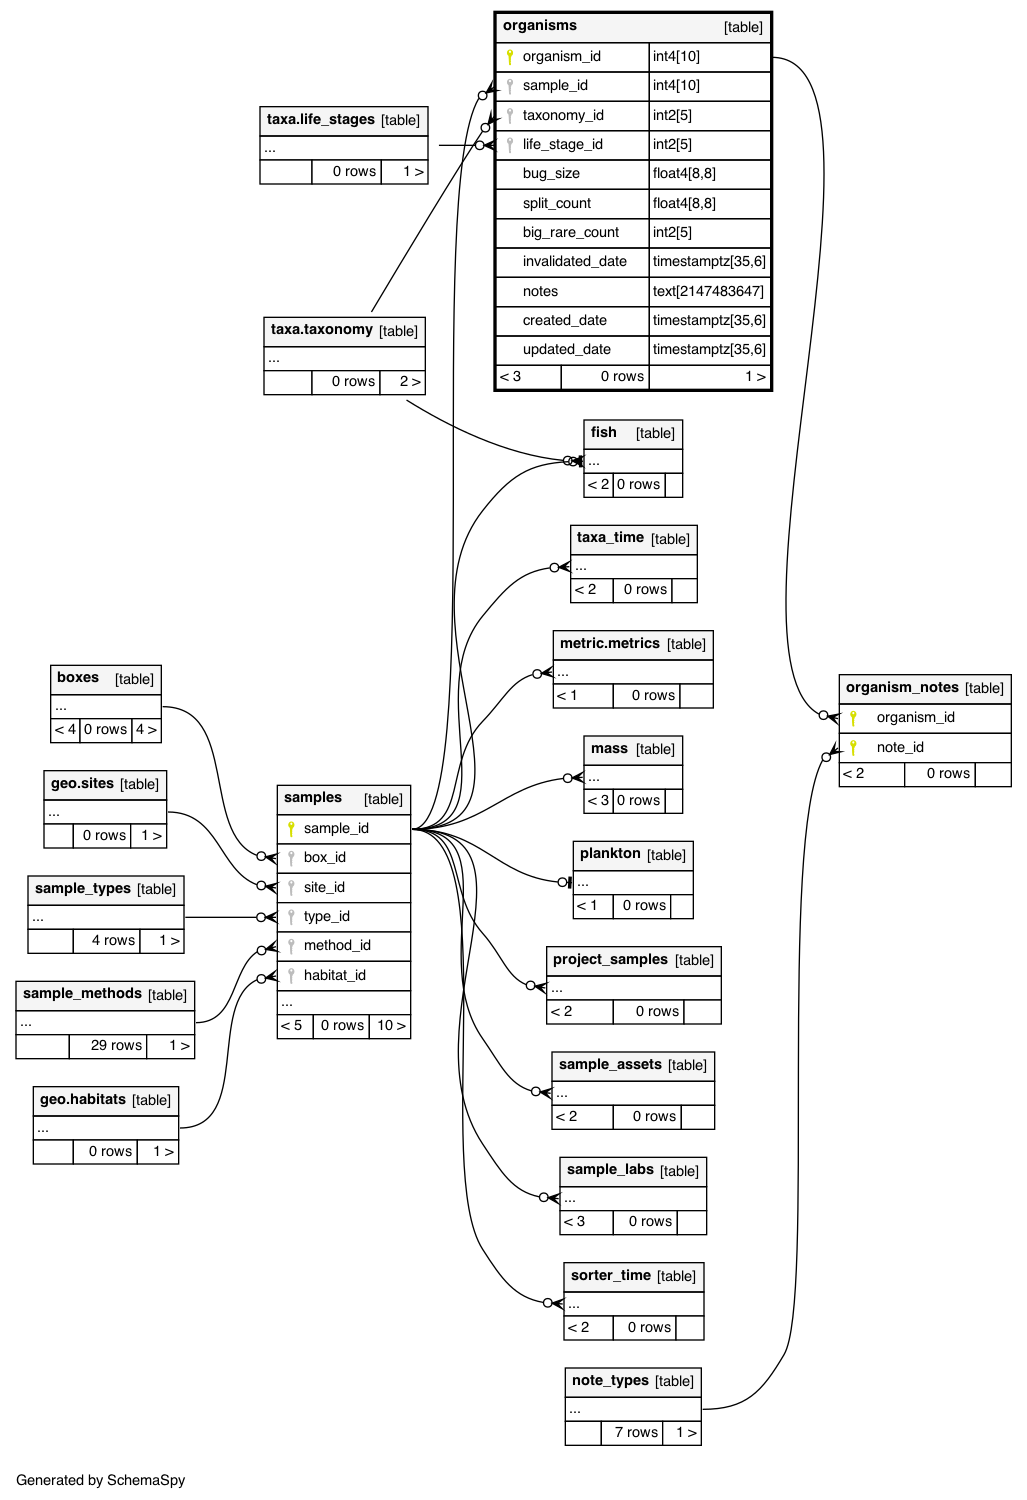 organisms [table]
organism_id int4[10]
sample_id int4[10]
taxonomy_id int2[5]
life_stage_id int2[5]
bug_size float4[8,8]
split_count float4[8,8]
big_rare_count int2[5]
invalidated_date timestamptz[35,6]
notes text[2147483647]
created_date timestamptz[35,6]
updated_date timestamptz[35,6]
< 3 0 rows 1 >
taxa.life_stages [table]
...
0 rows 1 >
taxa.taxonomy [table]
...
0 rows 2 >
fish [table]
...
< 2 0 rows
taxa_time [table]
...
< 2 0 rows
metric.metrics [table]
...
< 1 0 rows
mass [table]
...
< 3 0 rows
plankton [table]
...
< 1 0 rows
project_samples [table]
...
< 2 0 rows
sample_assets [table]
...
< 2 0 rows
sample_labs [table]
...
< 3 0 rows
sorter_time [table]
...
< 2 0 rows
note_types [table]
...
7 rows 1 >
organism_notes [table]
organism_id
note_id
< 2 0 rows
boxes [table]
...
< 4 0 rows 4 >
geo.sites [table]
...
0 rows 1 >
sample_types [table]
...
4 rows 1 >
sample_methods [table]
...
29 rows 1 >
geo.habitats [table]
...
0 rows 1 >
samples [table]
sample_id
box_id
site_id
type_id
method_id
habitat_id
...
< 5 0 rows 10 >
Generated by SchemaSpy